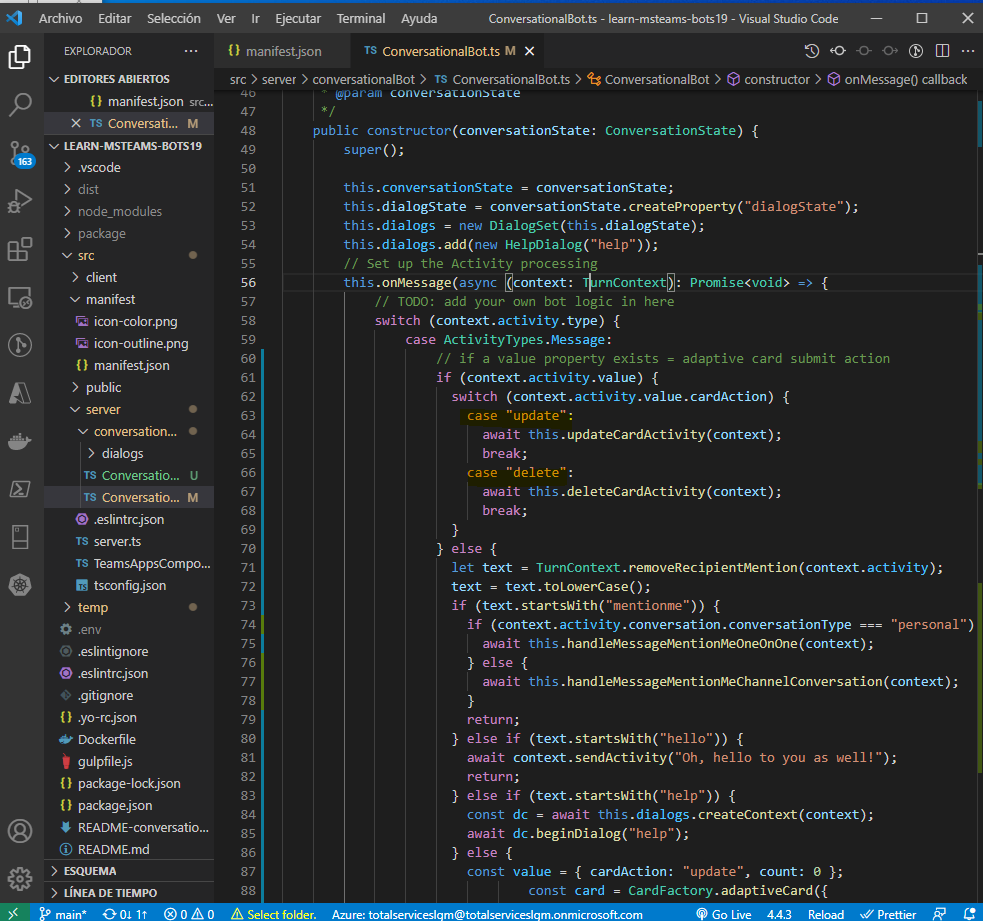 Archivo Editar Selección Ver Ir Ejecutar Terminal Ayuda ConversationalBot.ts - learn-msteams-bots19 - Visual Studio Code
EXPLORADOR ...
{} manifest.json
TS ConversationalBot.ts M
EDITORES ABIERTOS
{} manifest.json src...
TS Conversati... M
LEARN-MSTEAMS-BOTS19
163
.vscode
dist
node_modules
package
src
client
manifest
icon-color.png
icon-outline.png
{} manifest.json
public
server
conversation...
dialogs
TS Conversatio... U
TS Conversatio... M
.eslintrc.json
TS server.ts
TS TeamsAppsCompo...
TS tsconfig.json
temp
.env
.eslintignore
.eslintrc.json
.gitignore
{} .yo-rc.json
Dockerfile
gulpfile.js
{} package-lock.json
{} package.json
README-conversatio...
README.md
ESQUEMA
LÍNEA DE TIEMPO
src > server > conversationalBot > TS ConversationalBot.ts > ConversationalBot > constructor > onMessage() callback
46 * @param conversationState
47 */
48 public constructor(conversationState: ConversationState) {
49 super();
50
51 this.conversationState = conversationState;
52 this.dialogState = conversationState.createProperty("dialogState");
53 this.dialogs = new DialogSet(this.dialogState);
54 this.dialogs.add(new HelpDialog("help"));
55 // Set up the Activity processing
56 this.onMessage(async (context: TurnContext): Promise<void> => {
57 // TODO: add your own bot logic in here
58 switch (context.activity.type) {
59 case ActivityTypes.Message:
60 // if a value property exists = adaptive card submit action
61 if (context.activity.value) {
62 switch (context.activity.value.cardAction) {
63 case "update":
64 await this.updateCardActivity(context);
65 break;
66 case "delete":
67 await this.deleteCardActivity(context);
68 break;
69 }
70 } else {
71 let text = TurnContext.removeRecipientMention(context.activity);
72 text = text.toLowerCase();
73 if (text.startsWith("mentionme")) {
74 if (context.activity.conversation.conversationType === "personal")
75 await this.handleMessageMentionMeOneOnOne(context);
76 } else {
77 await this.handleMessageMentionMeChannelConversation(context);
78 }
79 return;
80 } else if (text.startsWith("hello")) {
81 await context.sendActivity("Oh, hello to you as well!");
82 return;
83 } else if (text.startsWith("help")) {
84 const dc = await this.dialogs.createContext(context);
85 await dc.beginDialog("help");
86 } else {
87 const value = { cardAction: "update", count: 0 };
88 const card = CardFactory.adaptiveCard({
main* 0↓ 1↑ 0 0 Select folder. Azure: totalserviceslqm@totalserviceslqm.onmicrosoft.com Go Live 4.4.3 Reload Prettier